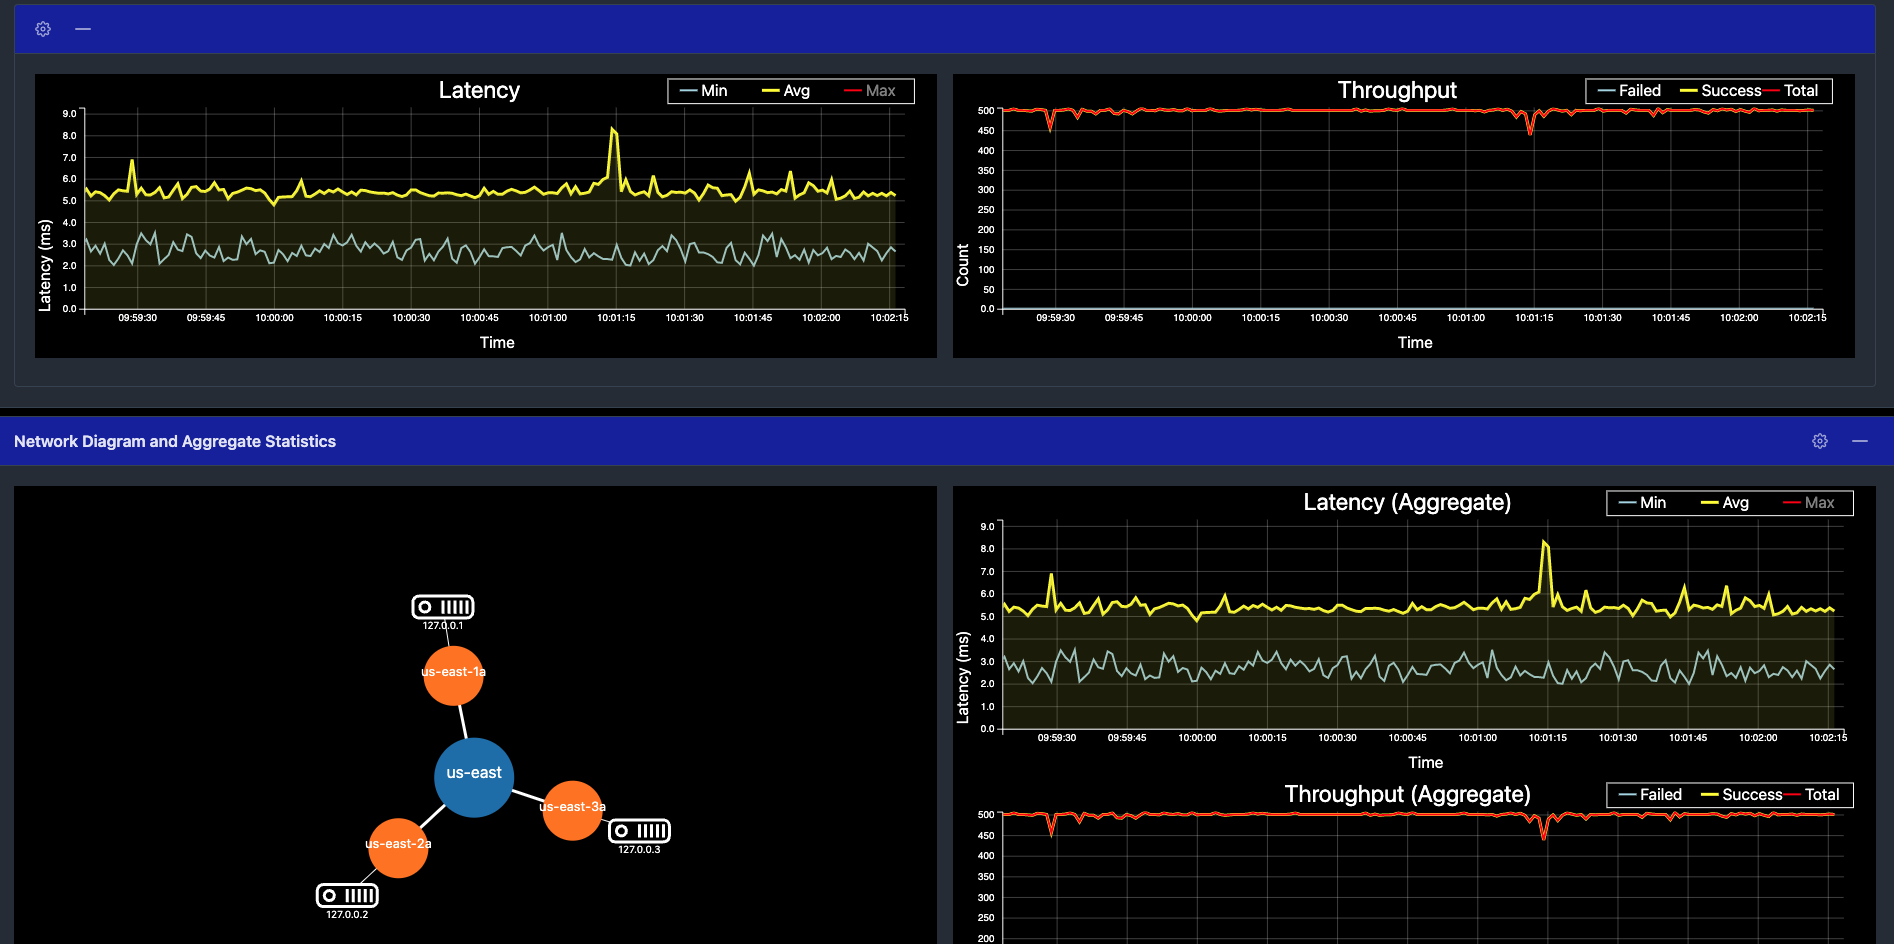 Latency
Min Avg Max
9.0
8.0
7.0
6.0
5.0
4.0
3.0
2.0
1.0
0.0
Latency (ms)
09:59:30 09:59:45 10:00:00 10:00:15 10:00:30 10:00:45 10:01:00 10:01:15 10:01:30 10:01:45 10:02:00 10:02:15
Time
Throughput
Failed Success Total
500
450
400
350
300
250
200
150
100
50
0.0
Count
09:59:30 09:59:45 10:00:00 10:00:15 10:00:30 10:00:45 10:01:00 10:01:15 10:01:30 10:01:45 10:02:00 10:02:15
Time
Network Diagram and Aggregate Statistics
127.0.0.1
us-east-1a
us-east
us-east-3a
127.0.0.3
us-east-2a
127.0.0.2
Latency (Aggregate)
Min Avg Max
9.0
8.0
7.0
6.0
5.0
4.0
3.0
2.0
1.0
0.0
Latency (ms)
09:59:30 09:59:45 10:00:00 10:00:15 10:00:30 10:00:45 10:01:00 10:01:15 10:01:30 10:01:45 10:02:00 10:02:15
Time
Throughput (Aggregate)
Failed Success Total
500
450
400
350
300
250
200